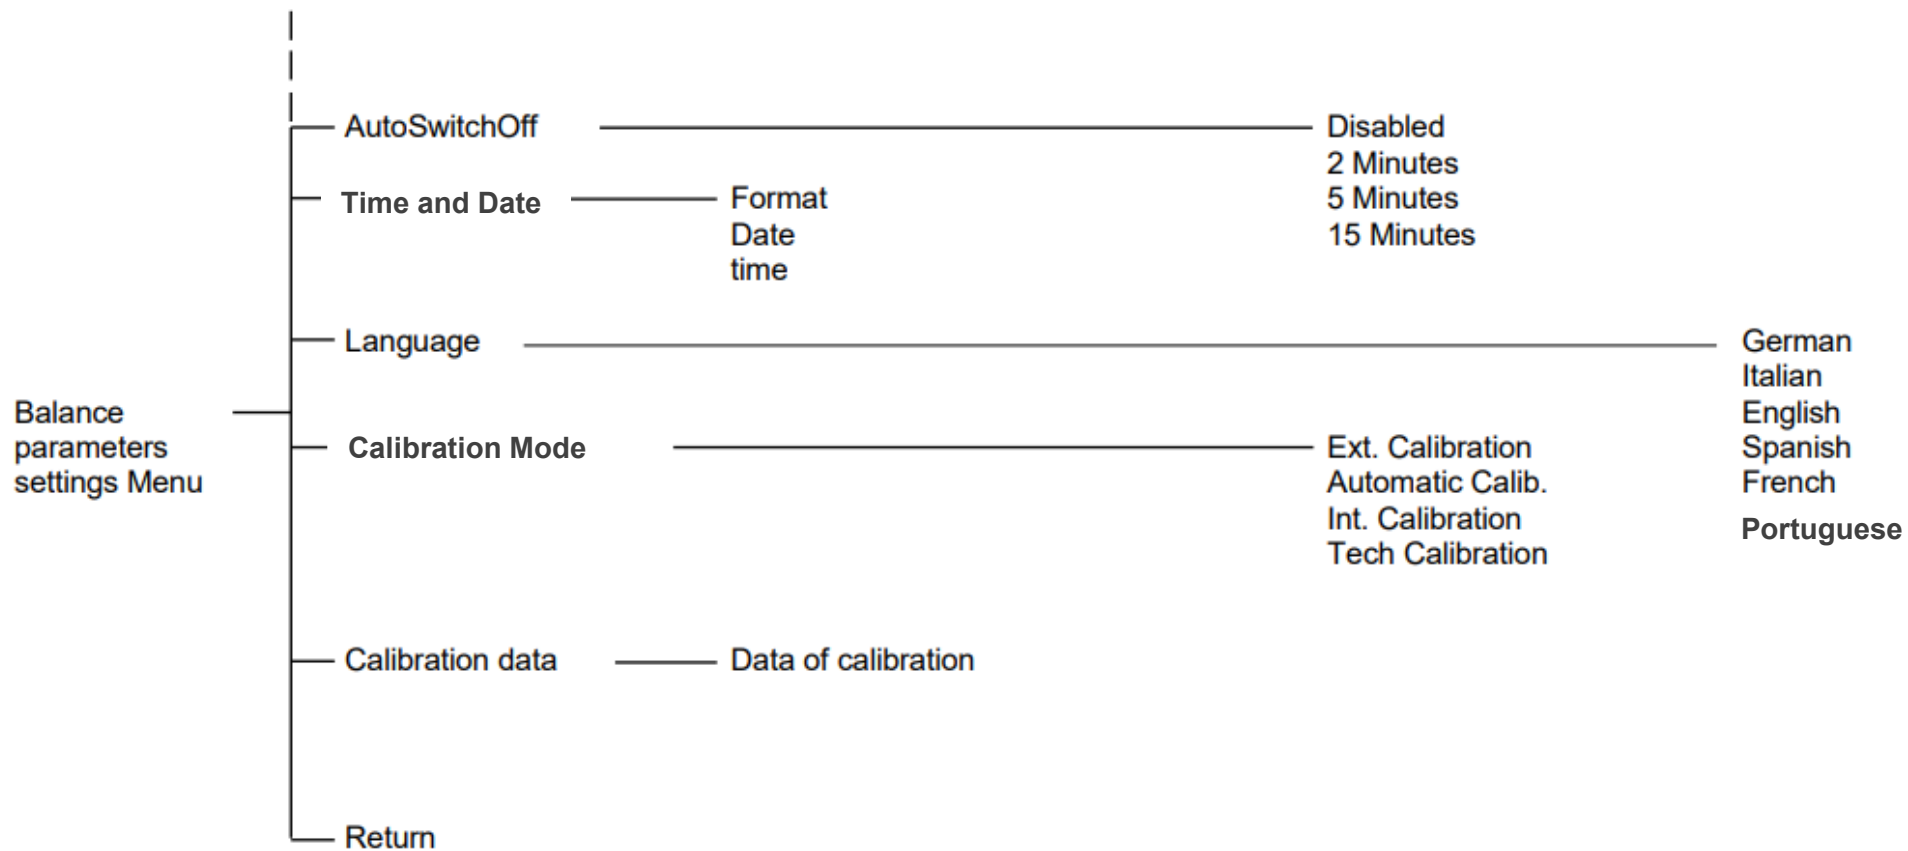 AutoSwitchOff
Disabled
2 Minutes
5 Minutes
15 Minutes
Time and Date
Format
Date
time
Language
German
Italian
English
Spanish
French
Portuguese
Balance
parameters
settings Menu
Calibration Mode
Ext. Calibration
Automatic Calib.
Int. Calibration
Tech Calibration
Calibration data
Data of calibration
Return